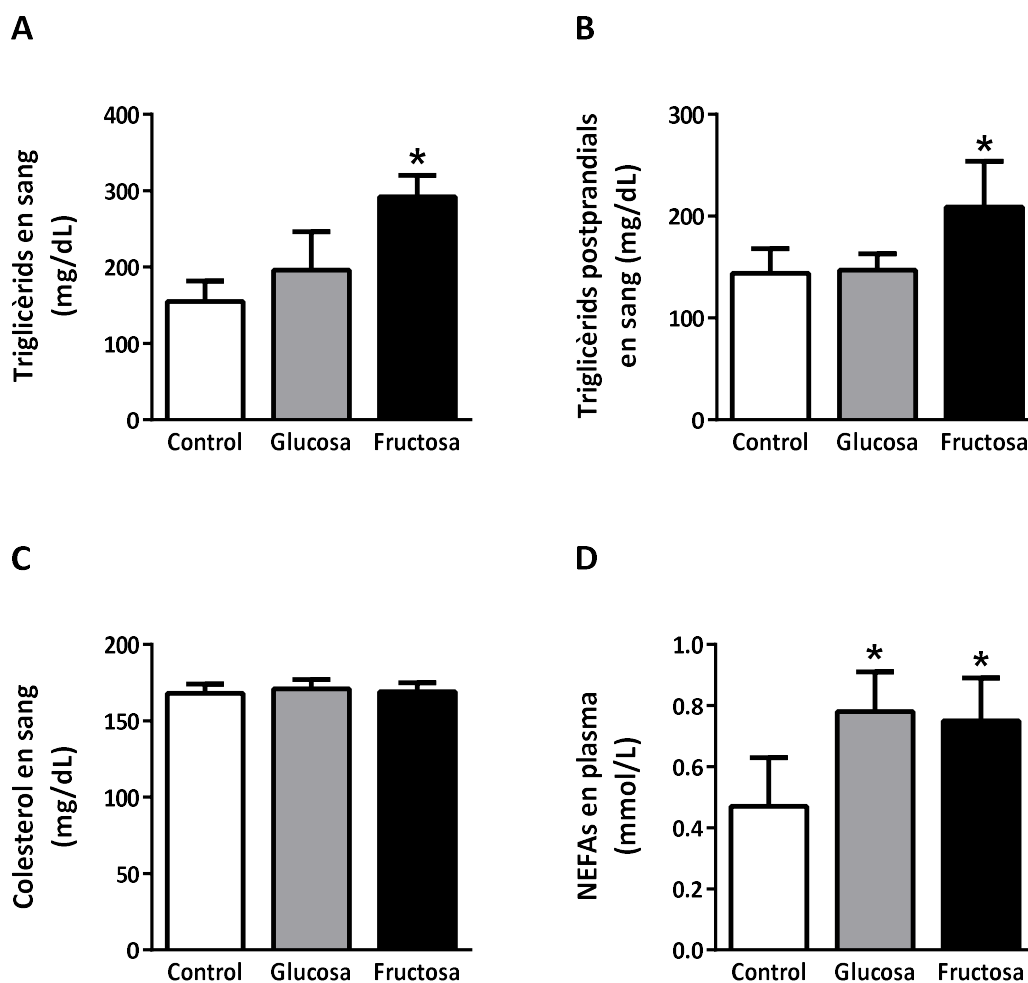 A
Triglicèrids en sang
(mg/dL)
400
300
200
100
0
*
Control Glucosa Fructosa
B
Triglicèrids postprandials
en sang (mg/dL)
300
200
100
0
*
Control Glucosa Fructosa
C
Colesterol en sang
(mg/dL)
200
150
100
50
0
Control Glucosa Fructosa
D
NEFAs en plasma
(mmol/L)
1.0
0.8
0.6
0.4
0.2
0.0
* *
Control Glucosa Fructosa